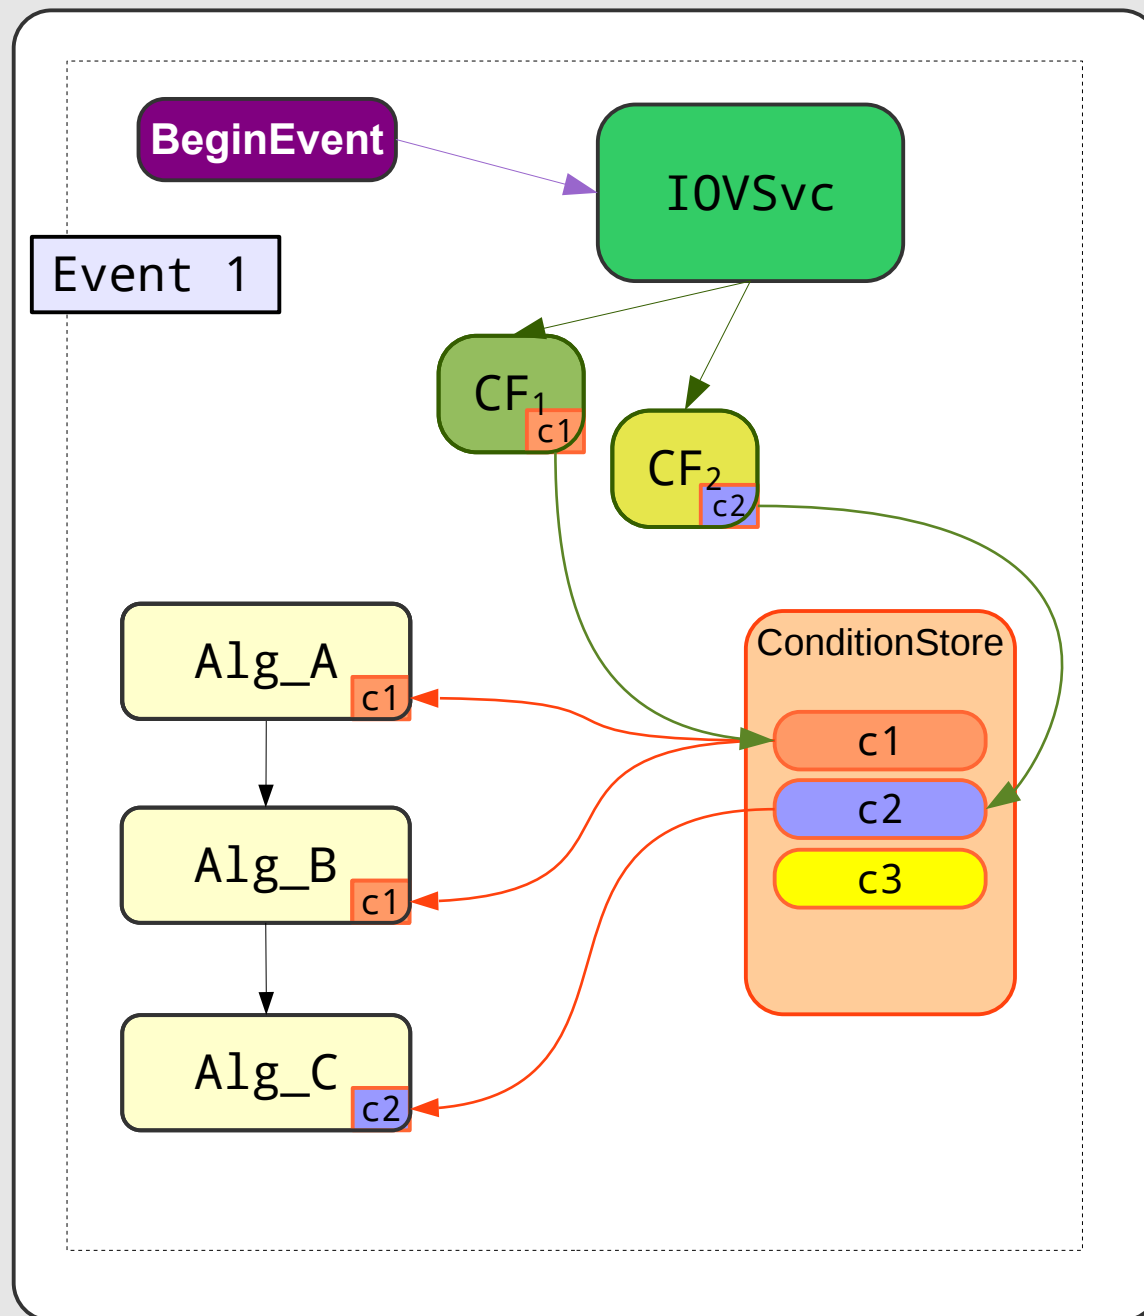 BeginEvent
IOVSvc
Event 1
CF₁
c1
CF₂
c2
Alg_A
c1
ConditionStore
c1
c2
c3
Alg_B
c1
Alg_C
c2